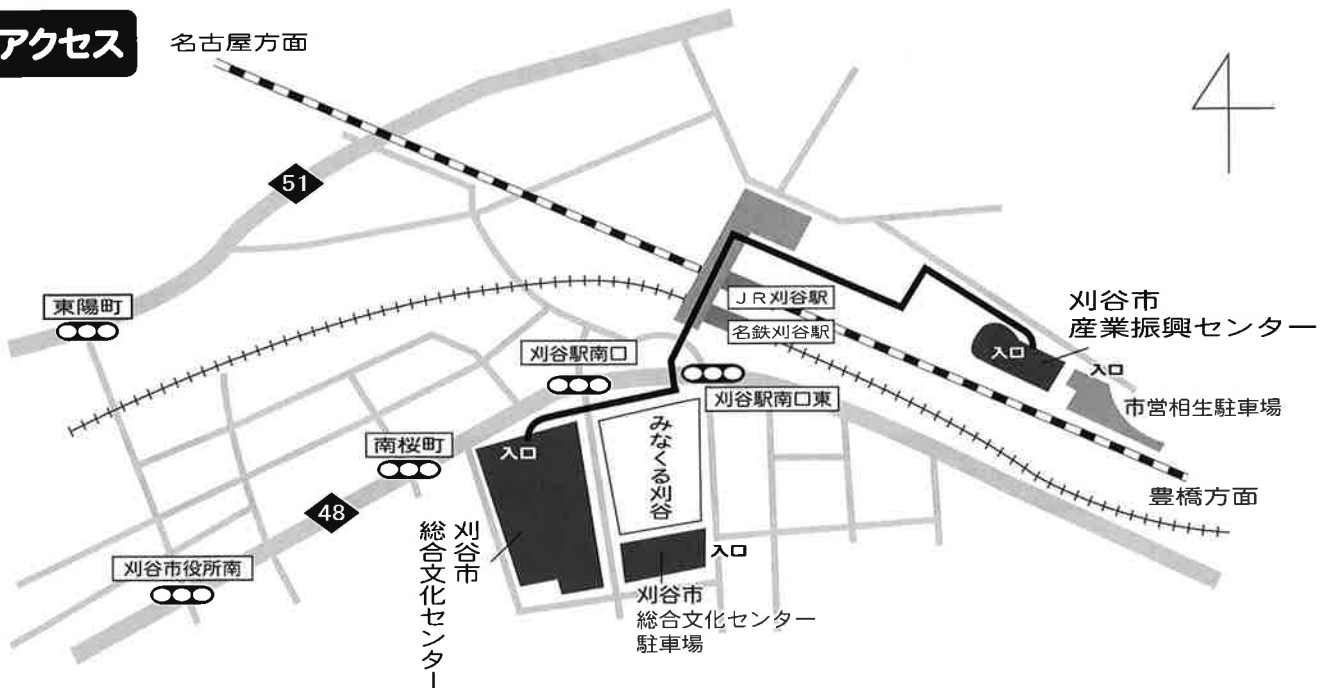 アクセス
名古屋方面
51
東陽町
JR刈谷駅
名鉄刈谷駅
刈谷市
産業振興センター
入口
入口
市営相生駐車場
刈谷駅南口
刈谷駅南口東
南桜町
入口
みなくる刈谷
豊橋方面
48
刈谷市
総合文化センター
入口
刈谷市役所南
刈谷市
総合文化センター
駐車場